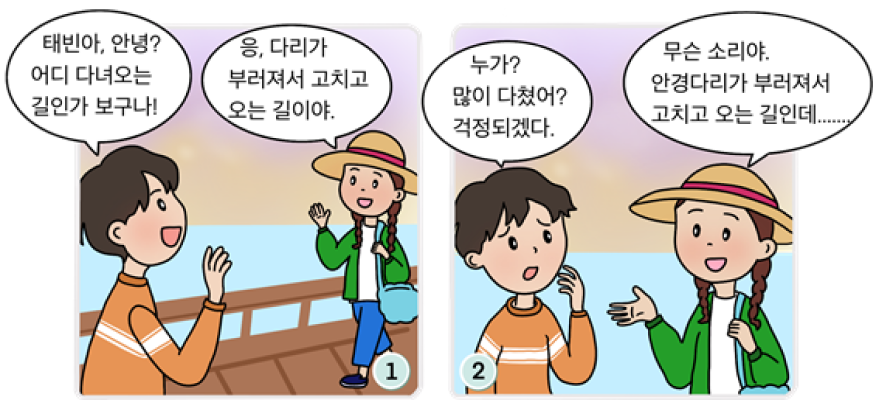 태빈아, 안녕?
어디 다녀오는
길인가 보구나!
응, 다리가
부러져서 고치고
오는 길이야.
1
누가?
많이 다쳤어?
걱정되겠다.
무슨 소리야.
안경다리가 부러져서
고치고 오는 길인데.......
2